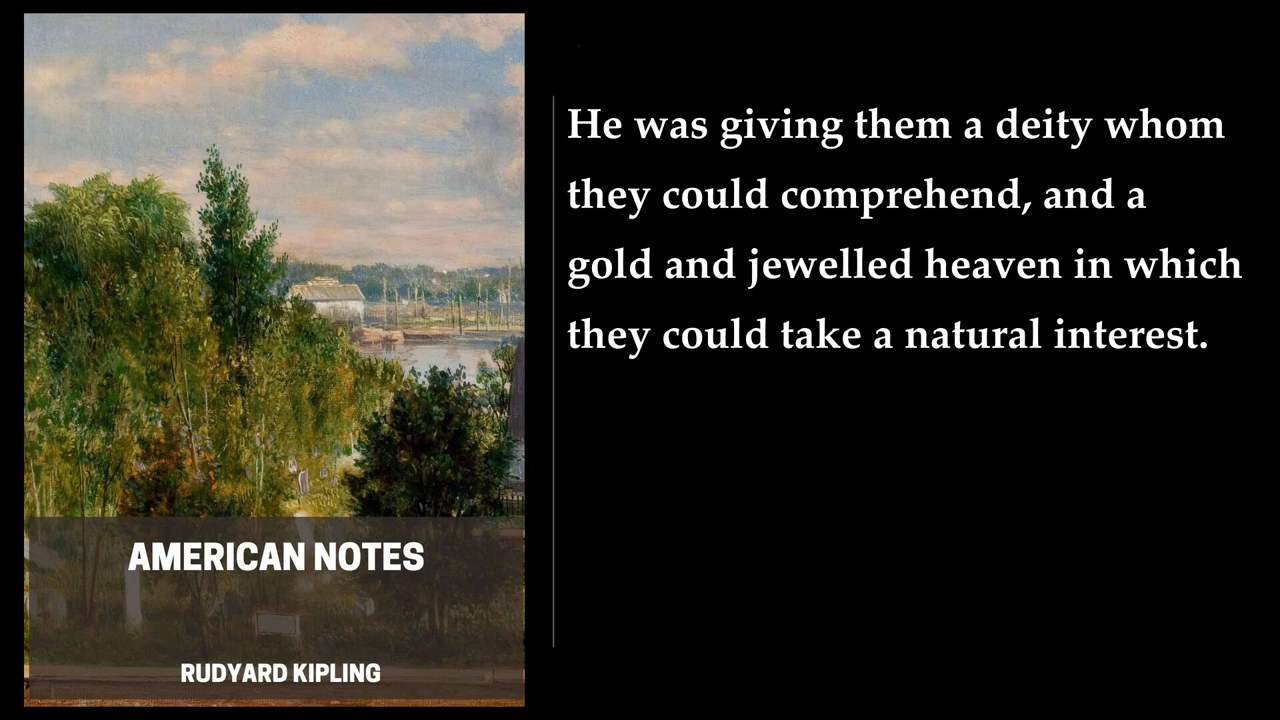 He was giving them a deity whom
they could comprehend, and a
gold and jewelled heaven in which
they could take a natural interest.
AMERICAN NOTES
RUDYARD KIPLING